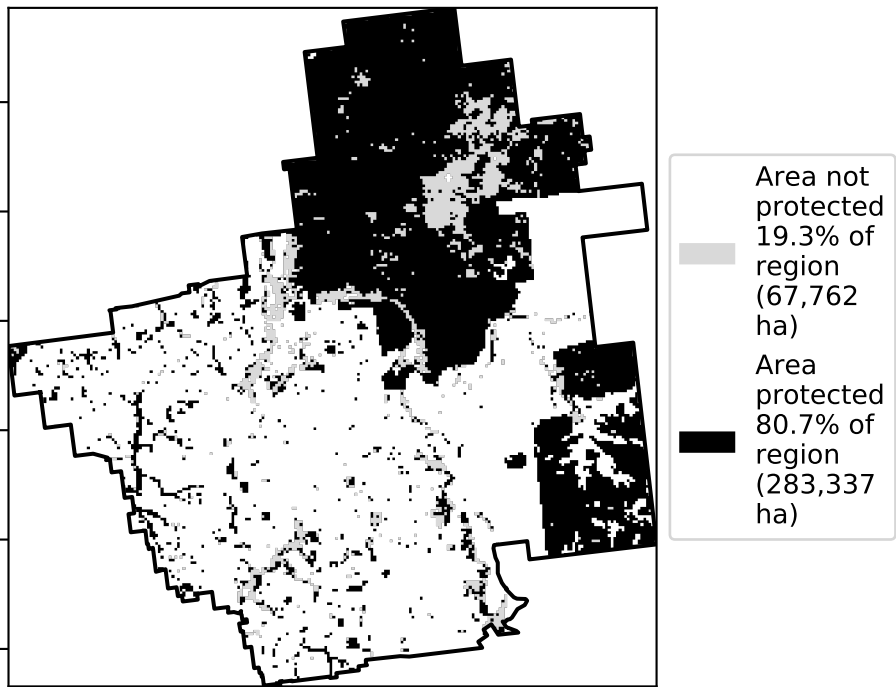 Area not
protected
19.3% of
region
(67,762
ha)
Area
protected
80.7% of
region
(283,337
ha)